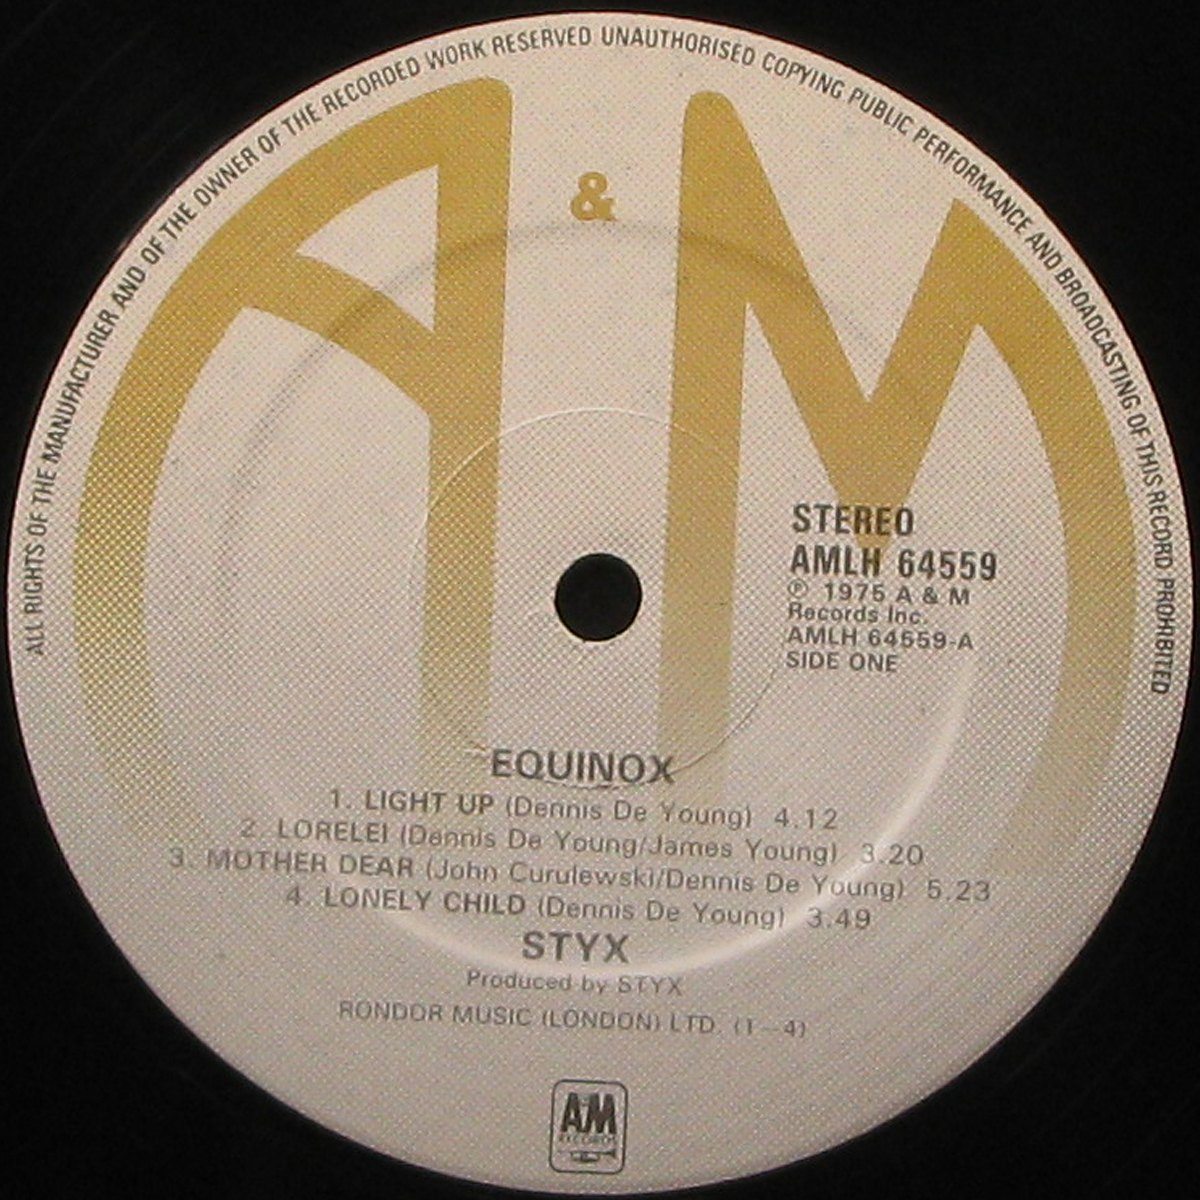 ALL RIGHTS OF THE MANUFACTURER AND OF THE OWNER OF THE RECORDED WORK RESERVED UNAUTHORISED COPYING PUBLIC PERFORMANCE AND BROADCASTING OF THIS RECORD PROHIBITED
A & M
STEREO
AMLH 64559
℗ 1975 A & M
Records Inc.
AMLH 64559-A
SIDE ONE
EQUINOX
1. LIGHT UP (Dennis De Young) 4.12
2. LORELEI (Dennis De Young/James Young) 3.20
3. MOTHER DEAR (John Curulewski/Dennis De Young) 5.23
4. LONELY CHILD (Dennis De Young) 3.49
STYX
Produced by STYX
RONDOR MUSIC (LONDON) LTD. (1—4)
A&M
RECORDS